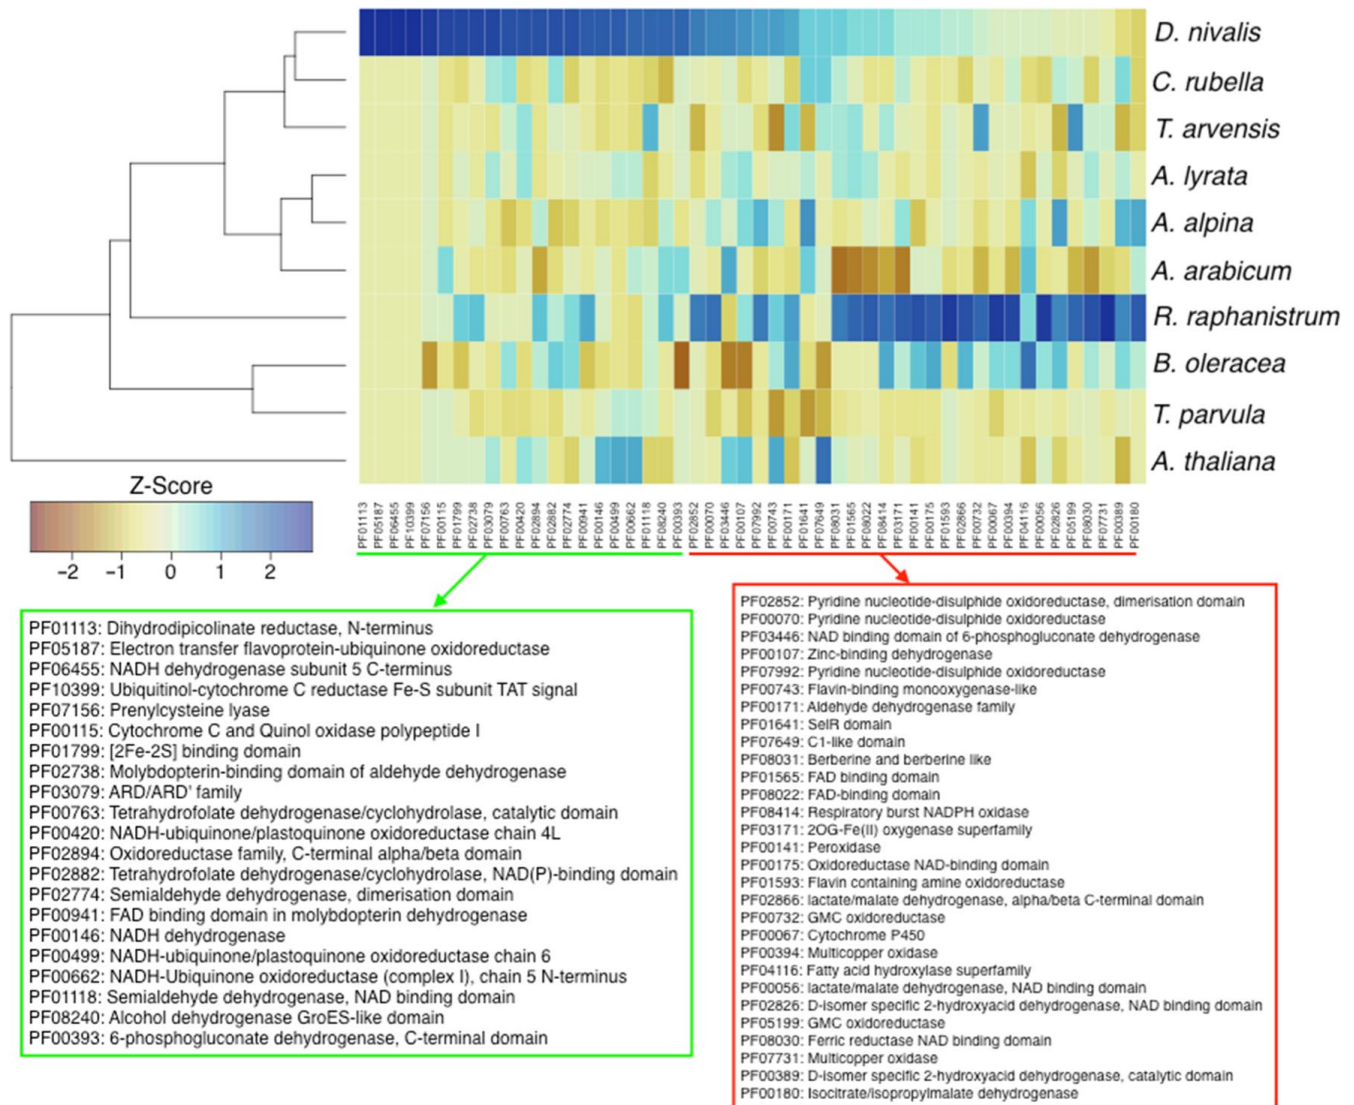 D. nivalis
C. rubella
T. arvensis
A. lyrata
A. alpina
A. arabicum
R. raphanistrum
B. oleracea
T. parvula
A. thaliana
Z-Score
−2 −1 0 1 2
PF01113 PF05187 PF06455 PF10399 PF07156 PF00115 PF01799 PF02738 PF03079 PF00763 PF00420 PF02894 PF02882 PF02774 PF00941 PF00146 PF00499 PF00662 PF01118 PF08240 PF00393 PF02852 PF00070 PF03446 PF00107 PF07992 PF00743 PF00171 PF01641 PF07649 PF08031 PF01565 PF08022 PF08414 PF03171 PF00141 PF00175 PF01593 PF02866 PF00732 PF00067 PF00394 PF04116 PF00056 PF02826 PF05199 PF08030 PF07731 PF00389 PF00180
PF01113: Dihydrodipicolinate reductase, N-terminus
PF05187: Electron transfer flavoprotein-ubiquinone oxidoreductase
PF06455: NADH dehydrogenase subunit 5 C-terminus
PF10399: Ubiquitinol-cytochrome C reductase Fe-S subunit TAT signal
PF07156: Prenylcysteine lyase
PF00115: Cytochrome C and Quinol oxidase polypeptide I
PF01799: [2Fe-2S] binding domain
PF02738: Molybdopterin-binding domain of aldehyde dehydrogenase
PF03079: ARD/ARD' family
PF00763: Tetrahydrofolate dehydrogenase/cyclohydrolase, catalytic domain
PF00420: NADH-ubiquinone/plastoquinone oxidoreductase chain 4L
PF02894: Oxidoreductase family, C-terminal alpha/beta domain
PF02882: Tetrahydrofolate dehydrogenase/cyclohydrolase, NAD(P)-binding domain
PF02774: Semialdehyde dehydrogenase, dimerisation domain
PF00941: FAD binding domain in molybdopterin dehydrogenase
PF00146: NADH dehydrogenase
PF00499: NADH-ubiquinone/plastoquinone oxidoreductase chain 6
PF00662: NADH-Ubiquinone oxidoreductase (complex I), chain 5 N-terminus
PF01118: Semialdehyde dehydrogenase, NAD binding domain
PF08240: Alcohol dehydrogenase GroES-like domain
PF00393: 6-phosphogluconate dehydrogenase, C-terminal domain
PF02852: Pyridine nucleotide-disulphide oxidoreductase, dimerisation domain
PF00070: Pyridine nucleotide-disulphide oxidoreductase
PF03446: NAD binding domain of 6-phosphogluconate dehydrogenase
PF00107: Zinc-binding dehydrogenase
PF07992: Pyridine nucleotide-disulphide oxidoreductase
PF00743: Flavin-binding monooxygenase-like
PF00171: Aldehyde dehydrogenase family
PF01641: SelR domain
PF07649: C1-like domain
PF08031: Berberine and berberine like
PF01565: FAD binding domain
PF08022: FAD-binding domain
PF08414: Respiratory burst NADPH oxidase
PF03171: 2OG-Fe(II) oxygenase superfamily
PF00141: Peroxidase
PF00175: Oxidoreductase NAD-binding domain
PF01593: Flavin containing amine oxidoreductase
PF02866: lactate/malate dehydrogenase, alpha/beta C-terminal domain
PF00732: GMC oxidoreductase
PF00067: Cytochrome P450
PF00394: Multicopper oxidase
PF04116: Fatty acid hydroxylase superfamily
PF00056: lactate/malate dehydrogenase, NAD binding domain
PF02826: D-isomer specific 2-hydroxyacid dehydrogenase, NAD binding domain
PF05199: GMC oxidoreductase
PF08030: Ferric reductase NAD binding domain
PF07731: Multicopper oxidase
PF00389: D-isomer specific 2-hydroxyacid dehydrogenase, catalytic domain
PF00180: Isocitrate/isopropylmalate dehydrogenase